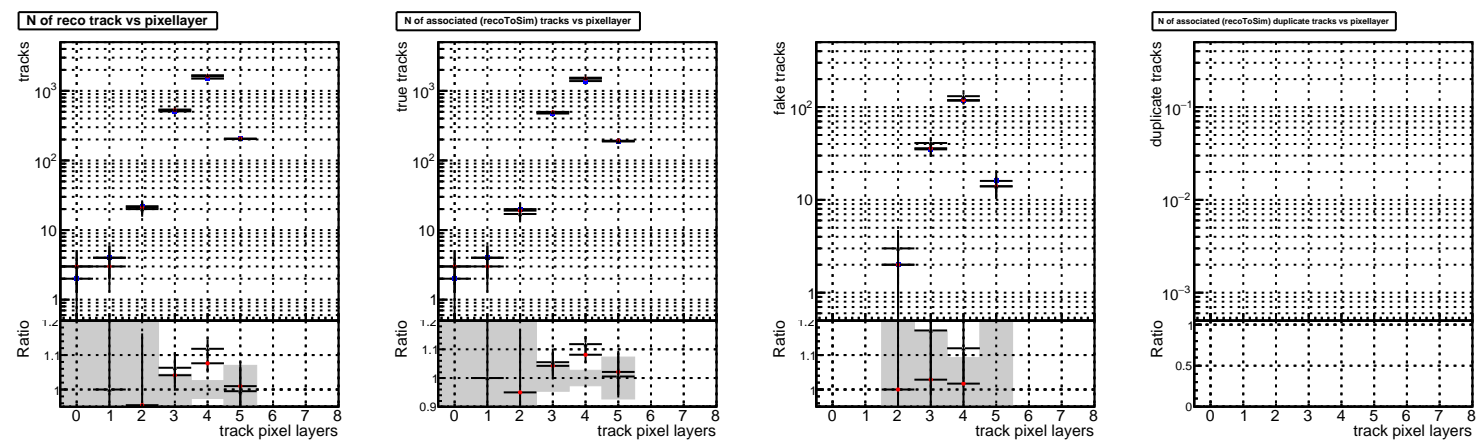 N of reco track vs pixellayer
tracks
10³
10²
10
1
Ratio
1.2
1.1
1
0 1 2 3 4 5 6 7 8
track pixel layers
N of associated (recoToSim) tracks vs pixellayer
true tracks
10³
10²
10
1
Ratio
1.2
1.1
1
0.9
0 1 2 3 4 5 6 7 8
track pixel layers
fake tracks
10²
10
1
Ratio
1.2
1.1
1
0 1 2 3 4 5 6 7 8
track pixel layers
N of associated (recoToSim) duplicate tracks vs pixellayer
duplicate tracks
10⁻¹
10⁻²
10⁻³
Ratio
1
0.5
0
0 1 2 3 4 5 6 7 8
track pixel layers